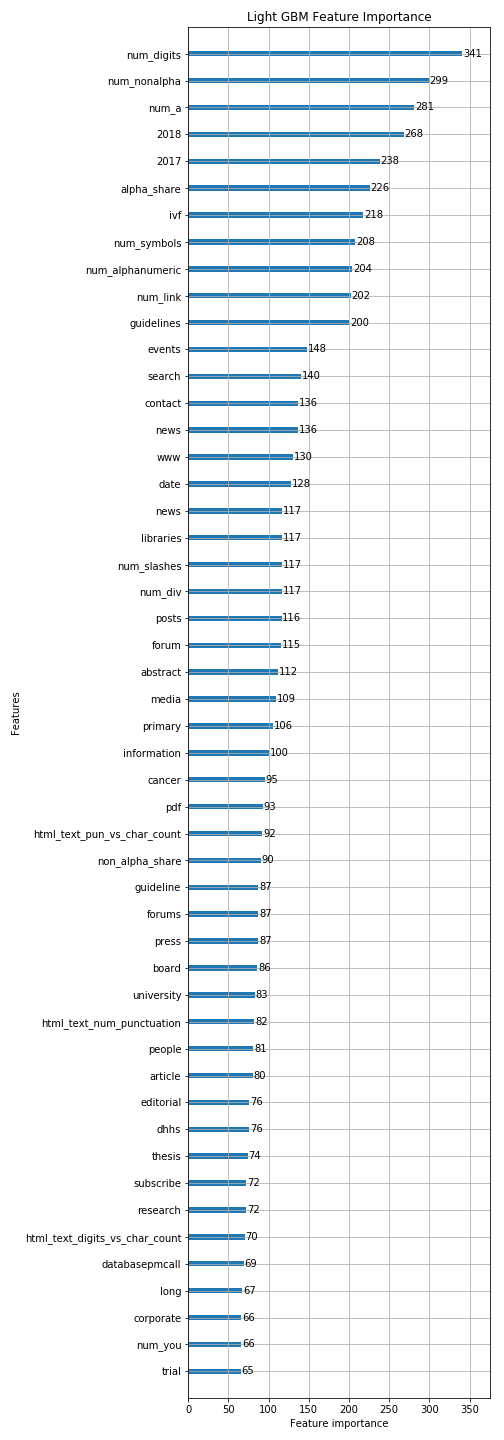 Light GBM Feature Importance
num_digits 341
num_nonalpha 299
num_a 281
2018 268
2017 238
alpha_share 226
ivf 218
num_symbols 208
num_alphanumeric 204
num_link 202
guidelines 200
events 148
search 140
contact 136
news 136
www 130
date 128
news 117
libraries 117
num_slashes 117
num_div 117
posts 116
forum 115
abstract 112
media 109
primary 106
information 100
cancer 95
pdf 93
html_text_pun_vs_char_count 92
non_alpha_share 90
guideline 87
forums 87
press 87
board 86
university 83
html_text_num_punctuation 82
people 81
article 80
editorial 76
dhhs 76
thesis 74
subscribe 72
research 72
html_text_digits_vs_char_count 70
databasepmcall 69
long 67
corporate 66
num_you 66
trial 65
Features
0 50 100 150 200 250 300 350
Feature importance